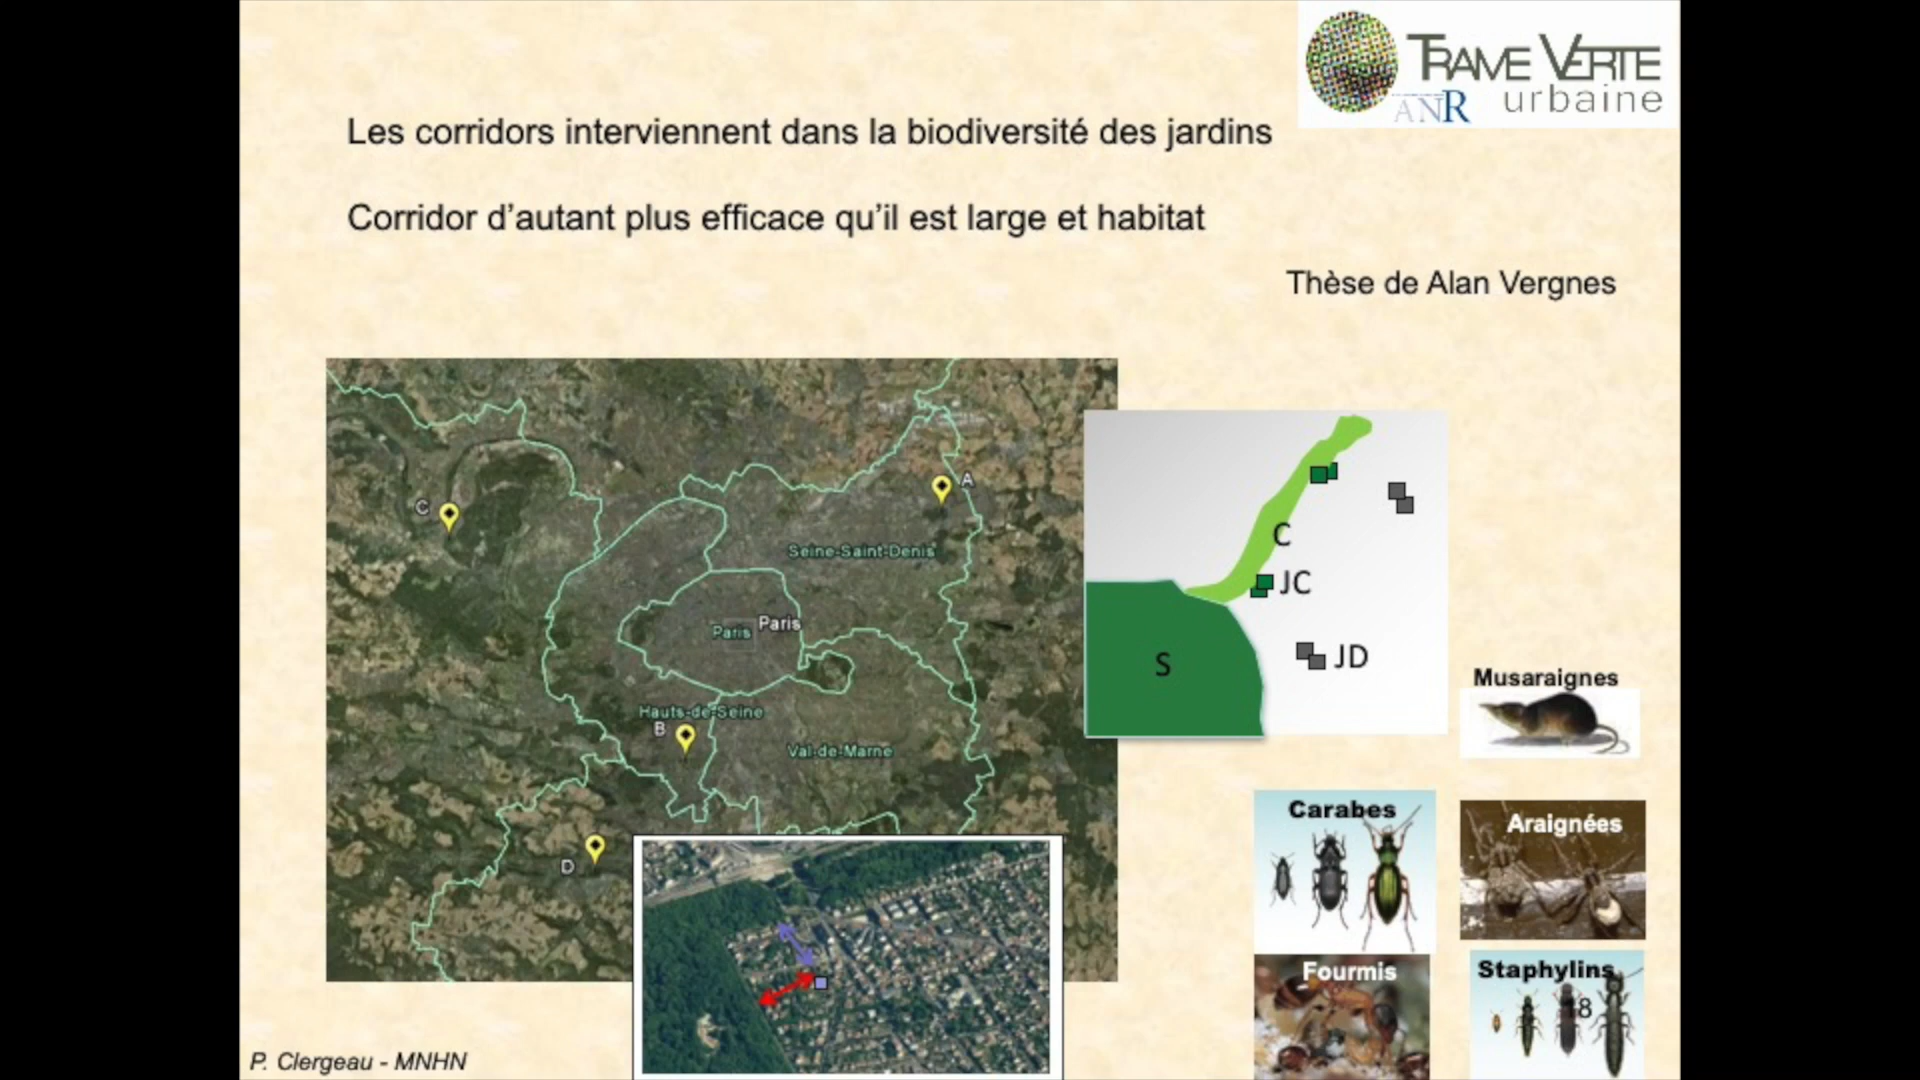 TRAME VERTE
ANR urbaine
Les corridors interviennent dans la biodiversité des jardins
Corridor d'autant plus efficace qu'il est large et habitat
Thèse de Alan Vergnes
A
C
Seine-Saint-Denis
Paris
Paris
Hauts-de-Seine
B
Val-de-Marne
D
C
JC
S
JD
Musaraignes
Carabes
Araignées
Fourmis
Staphylins
18
P. Clergeau - MNHN